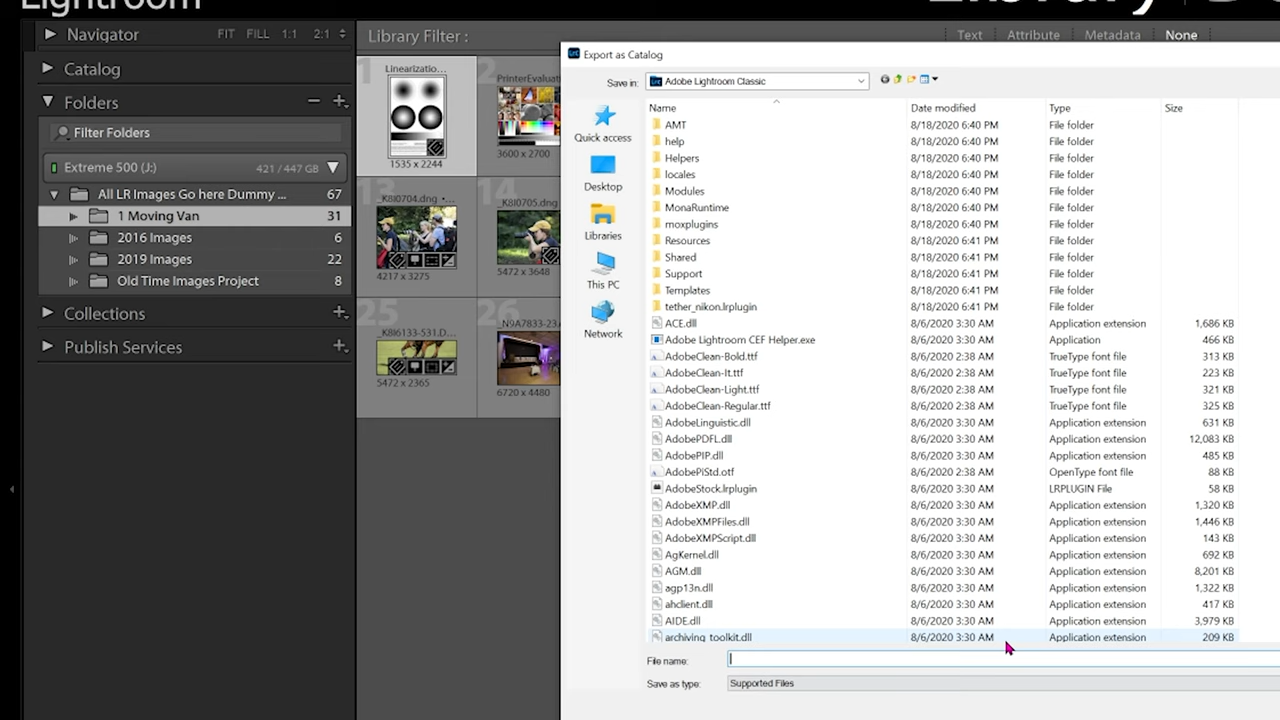 Lightroom
Library
Navigator FIT FILL 1:1 2:1
Catalog
Folders
Filter Folders
Extreme 500 (J:) 421 / 447 GB
All LR Images Go here Dummy ... 67
1 Moving Van 31
2016 Images 6
2019 Images 22
Old Time Images Project 8
Collections
Publish Services
Library Filter : Text Attribute Metadata None
1 Linearizatio...
1535 x 2244
2 PrinterEvaluat
3600 x 2700
13 _K8I0704.dng
4217 x 3275
14 _K8I0705.dng
5472 x 3648
25 _K8I6133-531.D...
5472 x 2365
26 _N9A7833-23
6720 x 4480
Export as Catalog
Save in: Adobe Lightroom Classic
Quick access
Desktop
Libraries
This PC
Network
Name Date modified Type Size
AMT 8/18/2020 6:40 PM File folder
help 8/18/2020 6:40 PM File folder
Helpers 8/18/2020 6:40 PM File folder
locales 8/18/2020 6:40 PM File folder
Modules 8/18/2020 6:40 PM File folder
MonaRuntime 8/18/2020 6:40 PM File folder
moxplugins 8/18/2020 6:40 PM File folder
Resources 8/18/2020 6:41 PM File folder
Shared 8/18/2020 6:41 PM File folder
Support 8/18/2020 6:41 PM File folder
Templates 8/18/2020 6:41 PM File folder
tether_nikon.lrplugin 8/18/2020 6:41 PM File folder
ACE.dll 8/6/2020 3:30 AM Application extension 1,686 KB
Adobe Lightroom CEF Helper.exe 8/6/2020 3:30 AM Application 466 KB
AdobeClean-Bold.ttf 8/6/2020 2:38 AM TrueType font file 313 KB
AdobeClean-It.ttf 8/6/2020 2:38 AM TrueType font file 223 KB
AdobeClean-Light.ttf 8/6/2020 2:38 AM TrueType font file 321 KB
AdobeClean-Regular.ttf 8/6/2020 2:38 AM TrueType font file 325 KB
AdobeLinguistic.dll 8/6/2020 3:30 AM Application extension 631 KB
AdobePDFL.dll 8/6/2020 3:30 AM Application extension 12,083 KB
AdobePIP.dll 8/6/2020 3:30 AM Application extension 485 KB
AdobePiStd.otf 8/6/2020 2:38 AM OpenType font file 88 KB
AdobeStock.lrplugin 8/6/2020 3:30 AM LRPLUGIN File 58 KB
AdobeXMP.dll 8/6/2020 3:30 AM Application extension 1,320 KB
AdobeXMPFiles.dll 8/6/2020 3:30 AM Application extension 1,446 KB
AdobeXMPScript.dll 8/6/2020 3:30 AM Application extension 143 KB
AgKernel.dll 8/6/2020 3:30 AM Application extension 692 KB
AGM.dll 8/6/2020 3:30 AM Application extension 8,201 KB
agp13n.dll 8/6/2020 3:30 AM Application extension 1,322 KB
ahclient.dll 8/6/2020 3:30 AM Application extension 417 KB
AIDE.dll 8/6/2020 3:30 AM Application extension 3,979 KB
archiving_toolkit.dll 8/6/2020 3:30 AM Application extension 209 KB
File name:
Save as type: Supported Files